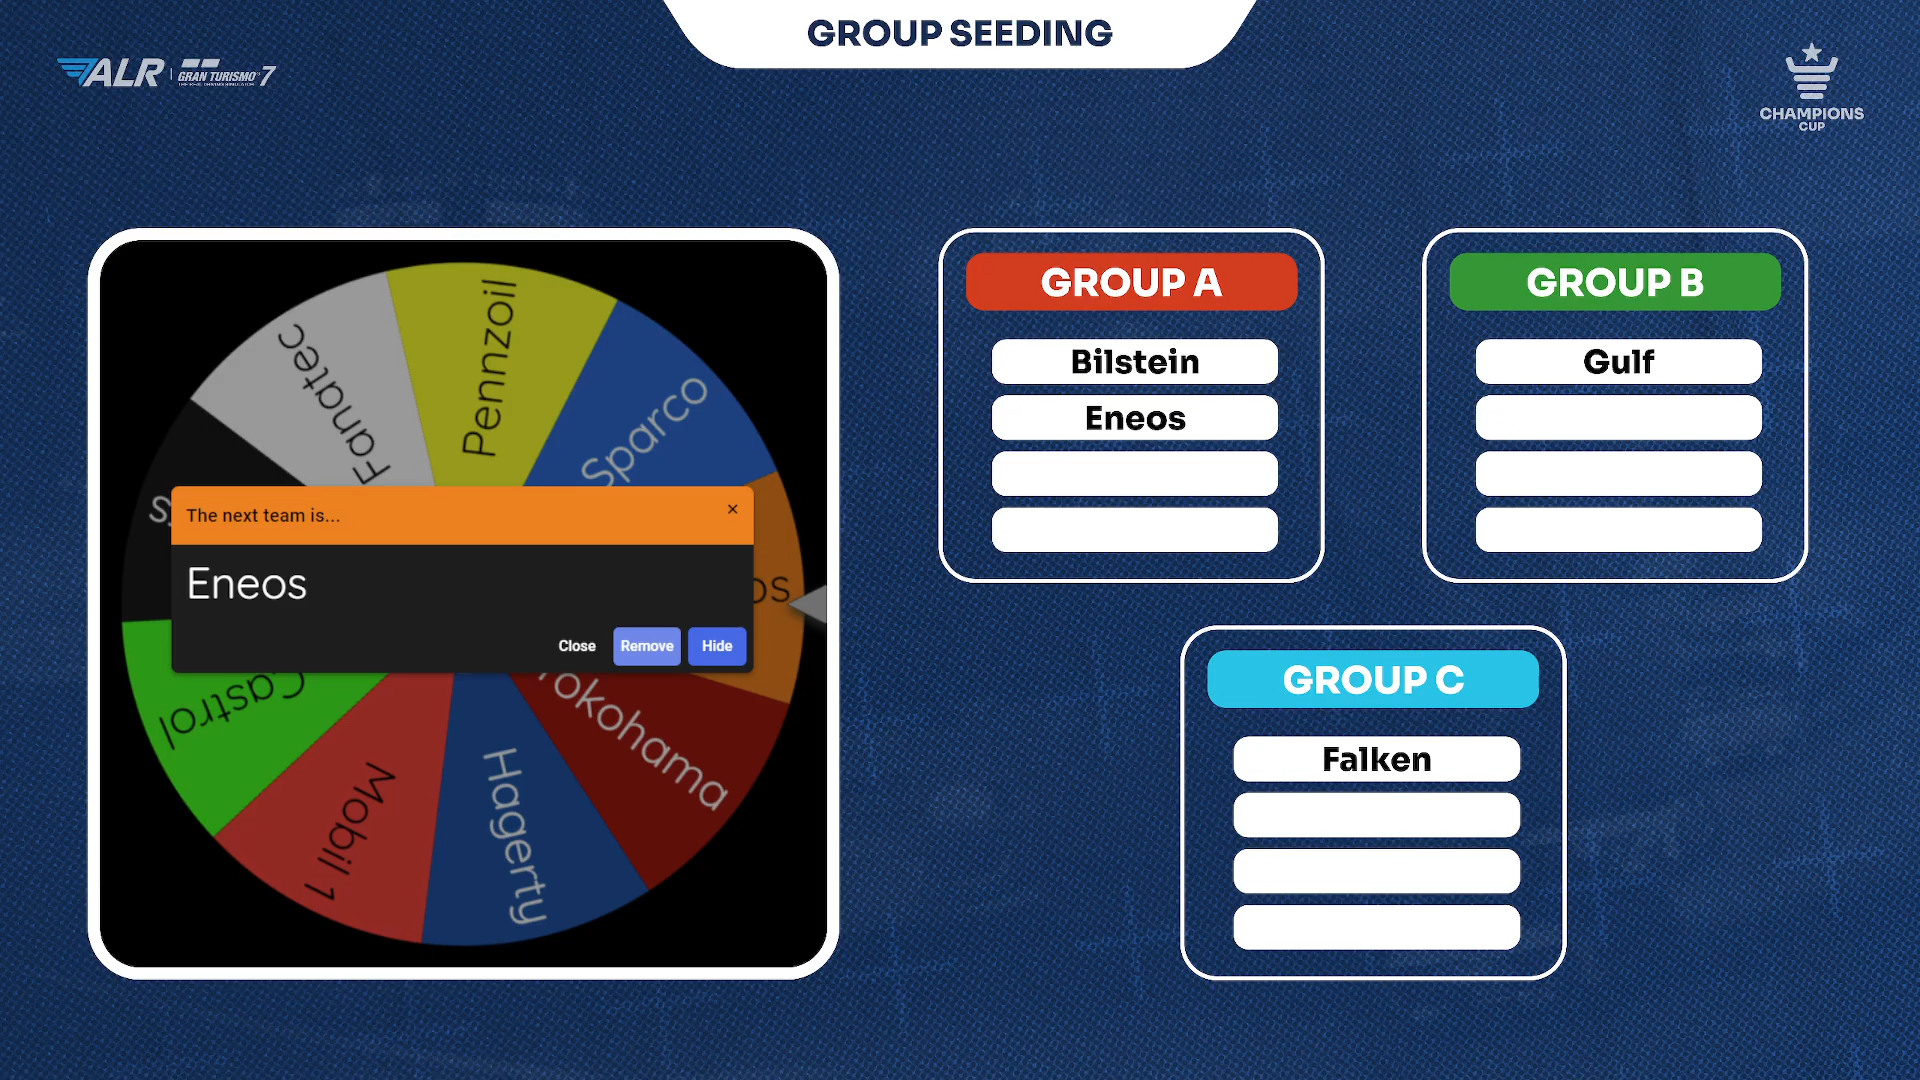 GROUP SEEDING
ALR
GRAN TURISMO 7
CHAMPIONS
CUP
Fanatec
Pennzoil
Sparco
Castrol
Mobil 1
Hagerty
The next team is...
×
Eneos
Close
Remove
Hide
GROUP A
Bilstein
Eneos
GROUP B
Gulf
GROUP C
Falken